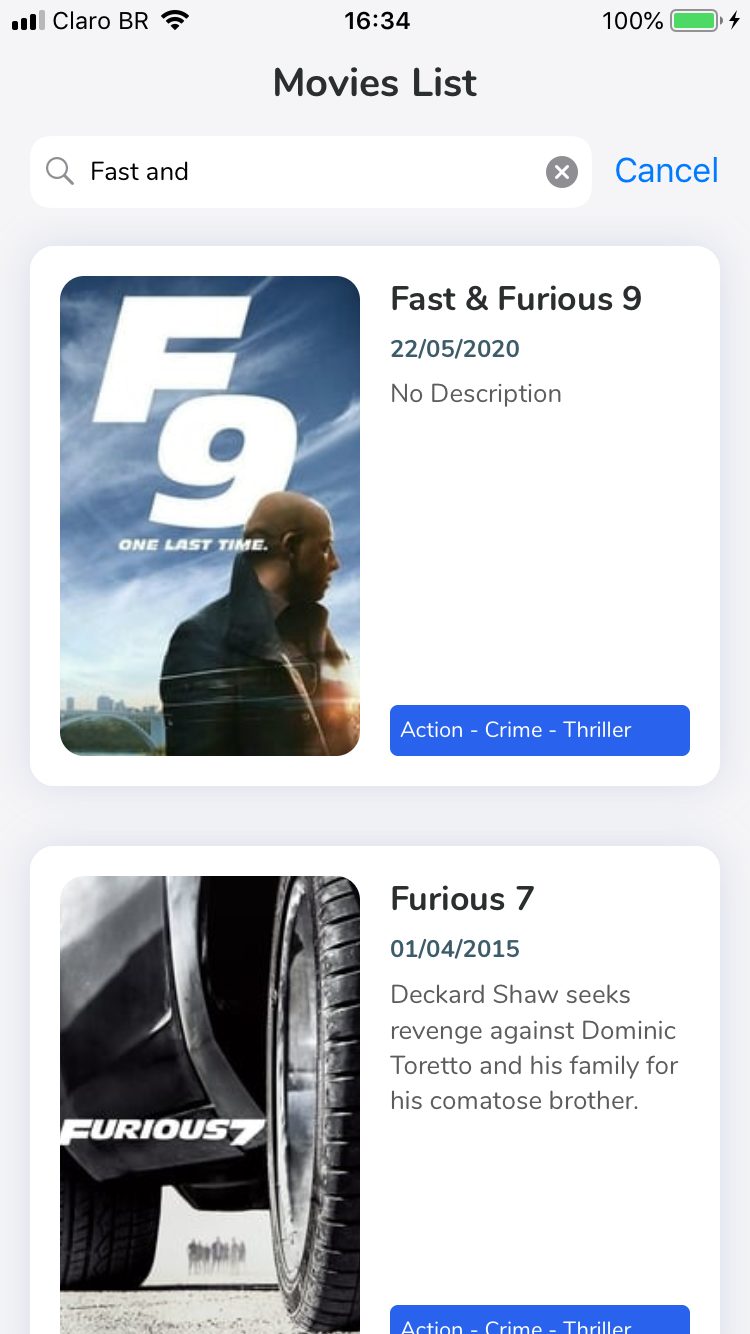 Claro BR 16:34 100%
Movies List
Fast and Cancel
F
9
ONE LAST TIME.
Fast & Furious 9
22/05/2020
No Description
Action - Crime - Thriller
FURIOUS7
Furious 7
01/04/2015
Deckard Shaw seeks
revenge against Dominic
Toretto and his family for
his comatose brother.
Action - Crime - Thriller